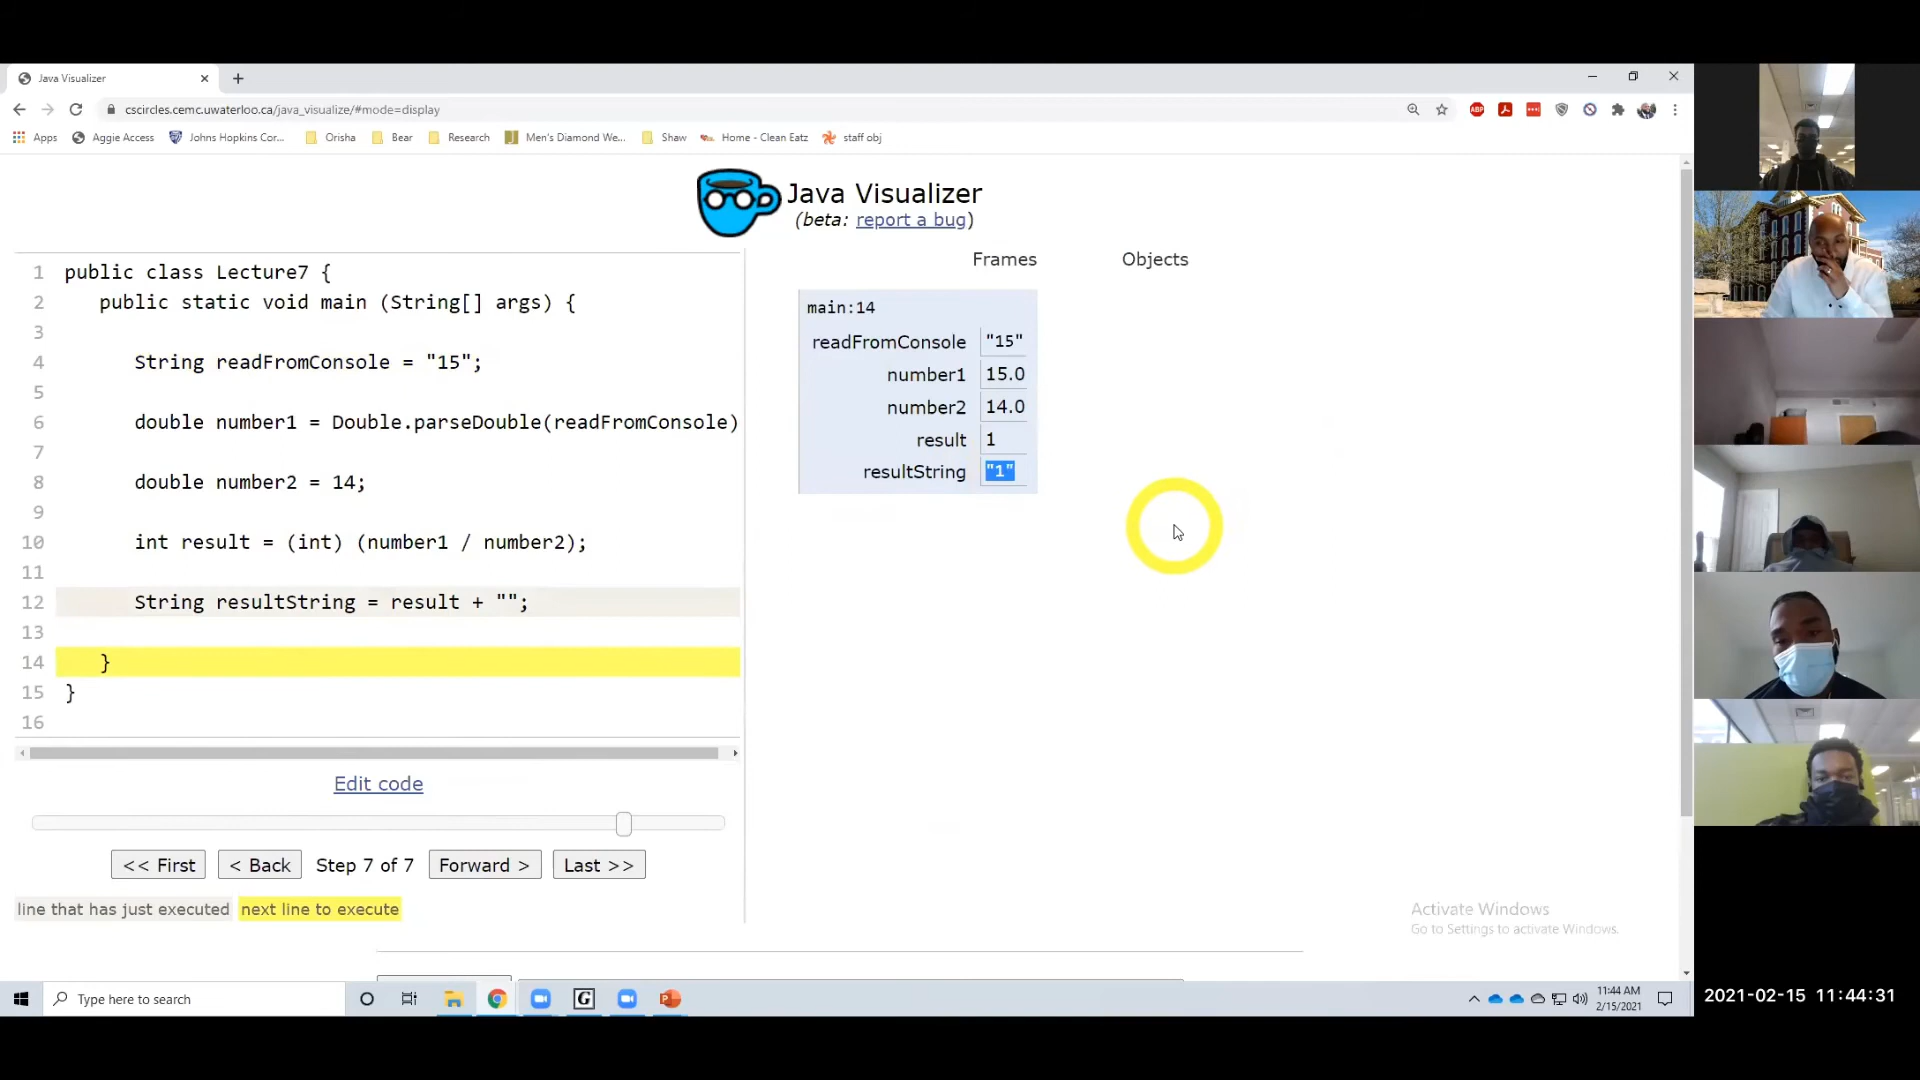 Java Visualizer
cscircles.cemc.uwaterloo.ca/java_visualize/#mode=display
Apps Aggie Access Johns Hopkins Cor... Orisha Bear Research Men's Diamond We... Shaw Home - Clean Eatz staff obj
ABP
Java Visualizer
(beta: report a bug)
Frames Objects
1 public class Lecture7 {
2 public static void main (String[] args) {
3
4 String readFromConsole = "15";
5
6 double number1 = Double.parseDouble(readFromConsole)
7
8 double number2 = 14;
9
10 int result = (int) (number1 / number2);
11
12 String resultString = result + "";
13
14 }
15 }
16
main:14
readFromConsole "15"
number1 15.0
number2 14.0
result 1
resultString "1"
Edit code
<< First < Back Step 7 of 7 Forward > Last >>
line that has just executed next line to execute
Activate Windows
Go to Settings to activate Windows.
Type here to search
G
11:44 AM
2/15/2021
2021-02-15 11:44:31